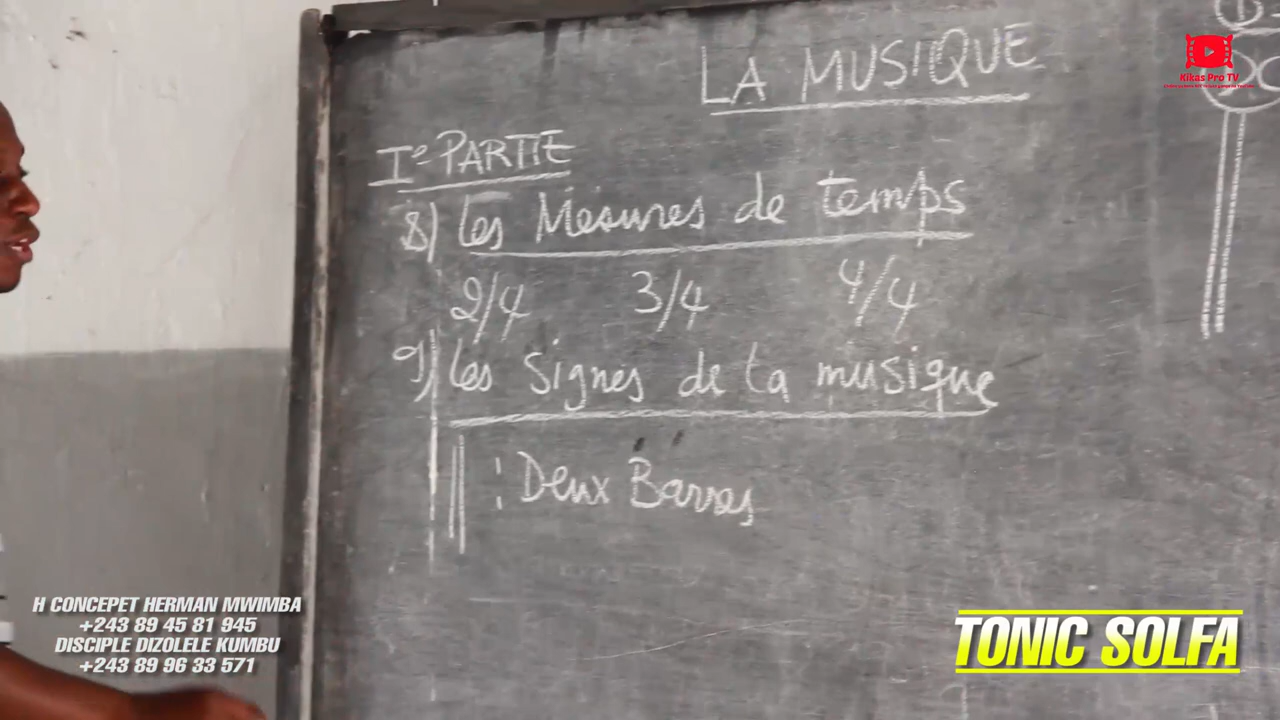 LA MUSIQUE
Kikas Pro TV
Iᵉ PARTIE
8) Les Mesures de temps
2/4 3/4 4/4
9) Les Signes de la musique
|| : Deux Barres
H CONCEPET HERMAN MWIMBA
+243 89 45 81 945
DISCIPLE DIZOLELE KUMBU
+243 89 96 33 571
TONIC SOLFA